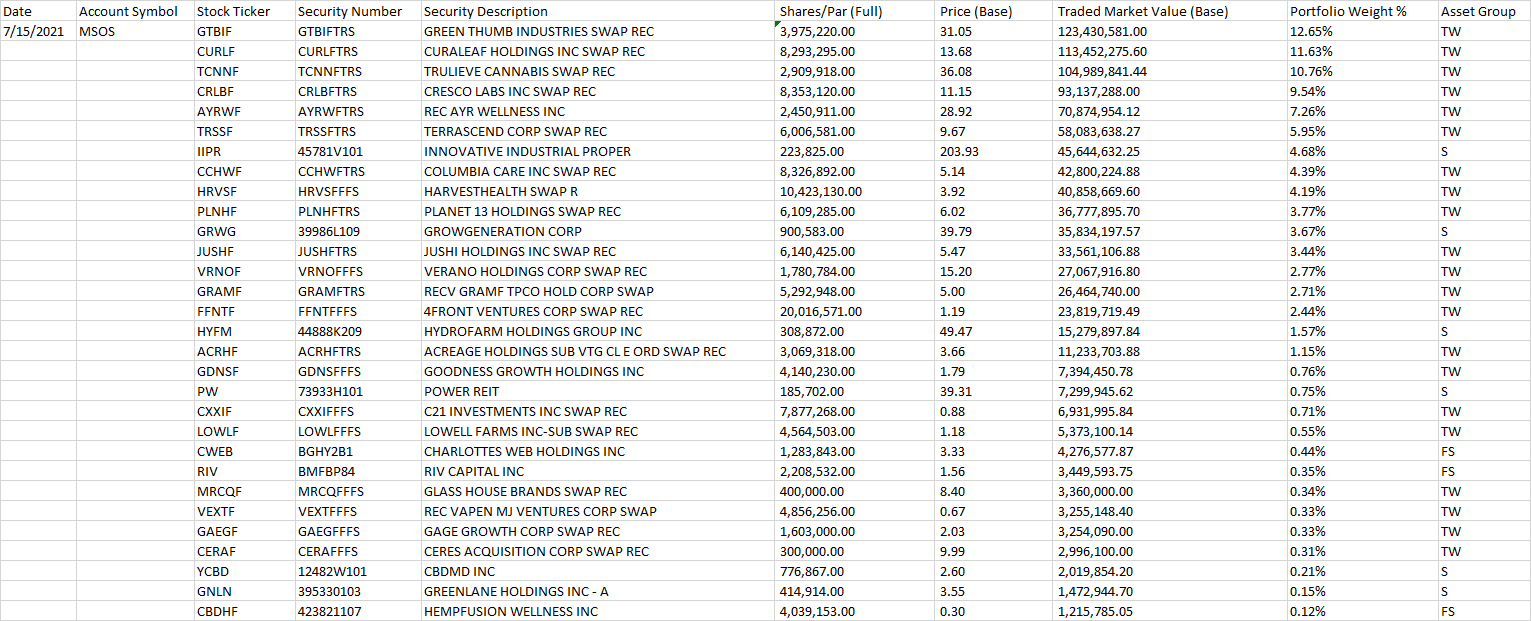 Date Account Symbol Stock Ticker Security Number Security Description Shares/Par (Full) Price (Base) Traded Market Value (Base) Portfolio Weight % Asset Group
7/15/2021 MSOS GTBIF GTBIFTRS GREEN THUMB INDUSTRIES SWAP REC 3,975,220.00 31.05 123,430,581.00 12.65% TW
CURLF CURLFTRS CURALEAF HOLDINGS INC SWAP REC 8,293,295.00 13.68 113,452,275.60 11.63% TW
TCNNF TCNNFTRS TRULIEVE CANNABIS SWAP REC 2,909,918.00 36.08 104,989,841.44 10.76% TW
CRLBF CRLBFTRS CRESCO LABS INC SWAP REC 8,353,120.00 11.15 93,137,288.00 9.54% TW
AYRWF AYRWFTRS REC AYR WELLNESS INC 2,450,911.00 28.92 70,874,954.12 7.26% TW
TRSSF TRSSFTRS TERRASCEND CORP SWAP REC 6,006,581.00 9.67 58,083,638.27 5.95% TW
IIPR 45781V101 INNOVATIVE INDUSTRIAL PROPER 223,825.00 203.93 45,644,632.25 4.68% S
CCHWF CCHWFTRS COLUMBIA CARE INC SWAP REC 8,326,892.00 5.14 42,800,224.88 4.39% TW
HRVSF HRVSFFFS HARVESTHEALTH SWAP R 10,423,130.00 3.92 40,858,669.60 4.19% TW
PLNHF PLNHFTRS PLANET 13 HOLDINGS SWAP REC 6,109,285.00 6.02 36,777,895.70 3.77% TW
GRWG 39986L109 GROWGENERATION CORP 900,583.00 39.79 35,834,197.57 3.67% S
JUSHF JUSHFTRS JUSHI HOLDINGS INC SWAP REC 6,140,425.00 5.47 33,561,106.88 3.44% TW
VRNOF VRNOFFFS VERANO HOLDINGS CORP SWAP REC 1,780,784.00 15.20 27,067,916.80 2.77% TW
GRAMF GRAMFTRS RECV GRAMF TPCO HOLD CORP SWAP 5,292,948.00 5.00 26,464,740.00 2.71% TW
FFNTF FFNTFFFS 4FRONT VENTURES CORP SWAP REC 20,016,571.00 1.19 23,819,719.49 2.44% TW
HYFM 44888K209 HYDROFARM HOLDINGS GROUP INC 308,872.00 49.47 15,279,897.84 1.57% S
ACRHF ACRHFTRS ACREAGE HOLDINGS SUB VTG CL E ORD SWAP REC 3,069,318.00 3.66 11,233,703.88 1.15% TW
GDNSF GDNSFFFS GOODNESS GROWTH HOLDINGS INC 4,140,230.00 1.79 7,394,450.78 0.76% TW
PW 73933H101 POWER REIT 185,702.00 39.31 7,299,945.62 0.75% S
CXXIF CXXIFFFS C21 INVESTMENTS INC SWAP REC 7,877,268.00 0.88 6,931,995.84 0.71% TW
LOWLF LOWLFFFS LOWELL FARMS INC-SUB SWAP REC 4,564,503.00 1.18 5,373,100.14 0.55% TW
CWEB BGHY2B1 CHARLOTTES WEB HOLDINGS INC 1,283,843.00 3.33 4,276,577.87 0.44% FS
RIV BMFBP84 RIV CAPITAL INC 2,208,532.00 1.56 3,449,593.75 0.35% FS
MRCQF MRCQFFFS GLASS HOUSE BRANDS SWAP REC 400,000.00 8.40 3,360,000.00 0.34% TW
VEXTF VEXTFFFS REC VAPEN MJ VENTURES CORP SWAP 4,856,256.00 0.67 3,255,148.40 0.33% TW
GAEGF GAEGFFFS GAGE GROWTH CORP SWAP REC 1,603,000.00 2.03 3,254,090.00 0.33% TW
CERAF CERAFFFS CERES ACQUISITION CORP SWAP REC 300,000.00 9.99 2,996,100.00 0.31% TW
YCBD 12482W101 CBDMD INC 776,867.00 2.60 2,019,854.20 0.21% S
GNLN 395330103 GREENLANE HOLDINGS INC - A 414,914.00 3.55 1,472,944.70 0.15% S
CBDHF 423821107 HEMPFUSION WELLNESS INC 4,039,153.00 0.30 1,215,785.05 0.12% FS